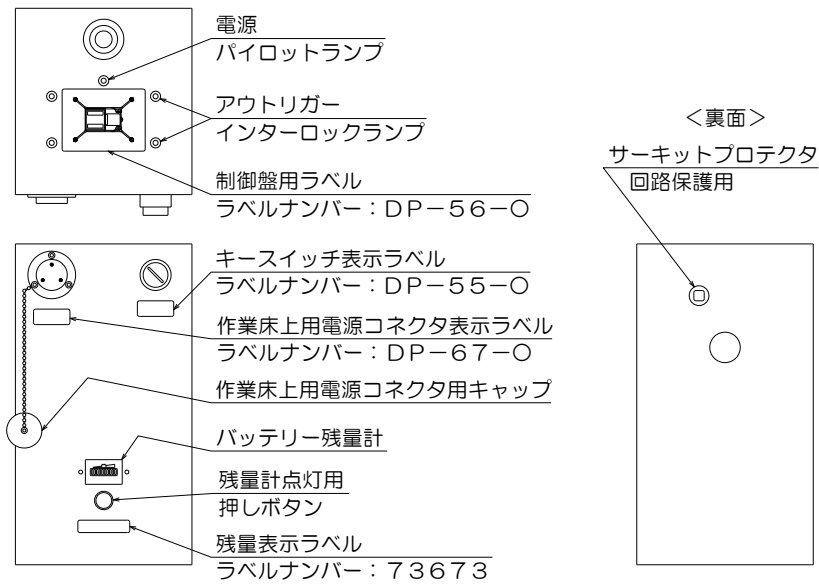 電源
パイロットランプ
アウトリガー
インターロックランプ
制御盤用ラベル
ラベルナンバー：ＤＰ－５６－Ｏ
＜裏面＞
サーキットプロテクタ
回路保護用
キースイッチ表示ラベル
ラベルナンバー：ＤＰ－５５－Ｏ
作業床上用電源コネクタ表示ラベル
ラベルナンバー：ＤＰ－６７－Ｏ
作業床上用電源コネクタ用キャップ
バッテリー残量計
残量計点灯用
押しボタン
残量表示ラベル
ラベルナンバー：７３６７３